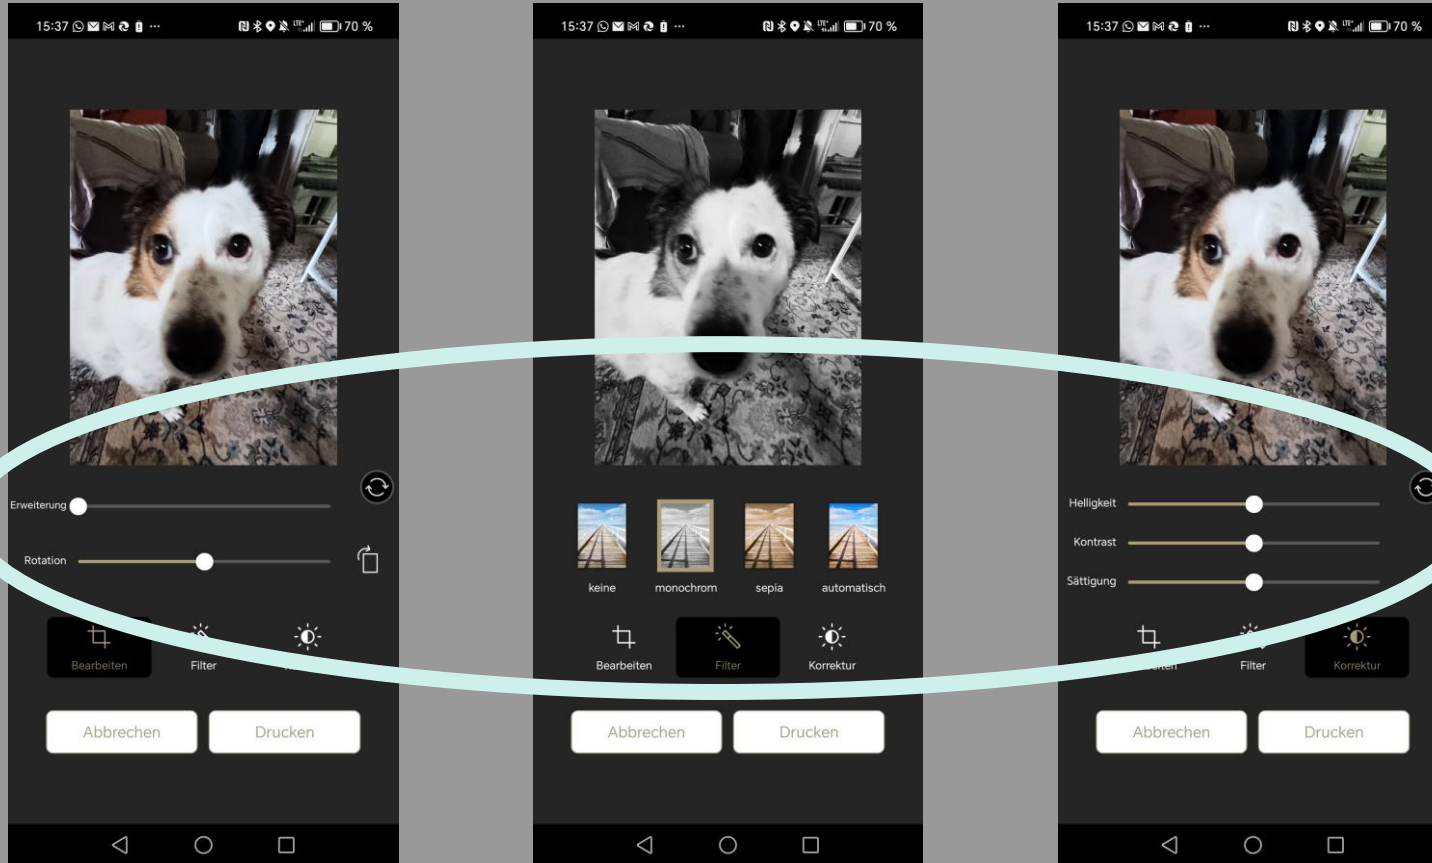 15:37 70 %
Erweiterung
Rotation
Bearbeiten Filter
Abbrechen Drucken
15:37 LTE+ 70 %
keine monochrom sepia automatisch
Bearbeiten Filter Korrektur
Abbrechen Drucken
15:37 70 %
Helligkeit
Kontrast
Sättigung
Filter Korrektur
Abbrechen Drucken